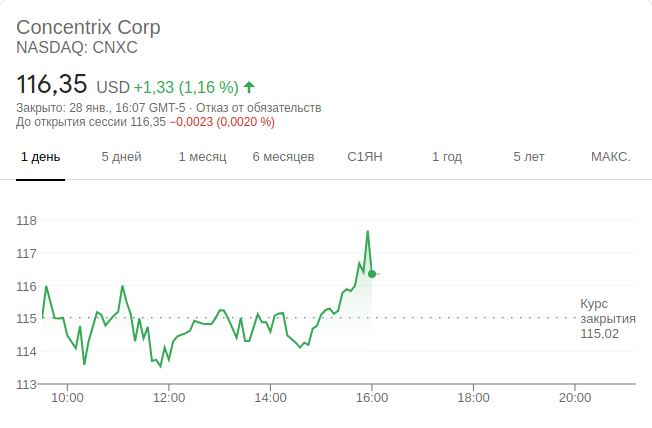 Concentrix Corp
NASDAQ: CNXC
116,35 USD +1,33 (1,16 %)
Закрыто: 28 янв., 16:07 GMT-5 · Отказ от обязательств
До открытия сессии 116,35 −0,0023 (0,0020 %)
1 день 5 дней 1 месяц 6 месяцев С1ЯН 1 год 5 лет МАКС.
118
117
116
115
114
113
Курс
закрытия
115,02
10:00 12:00 14:00 16:00 18:00 20:00